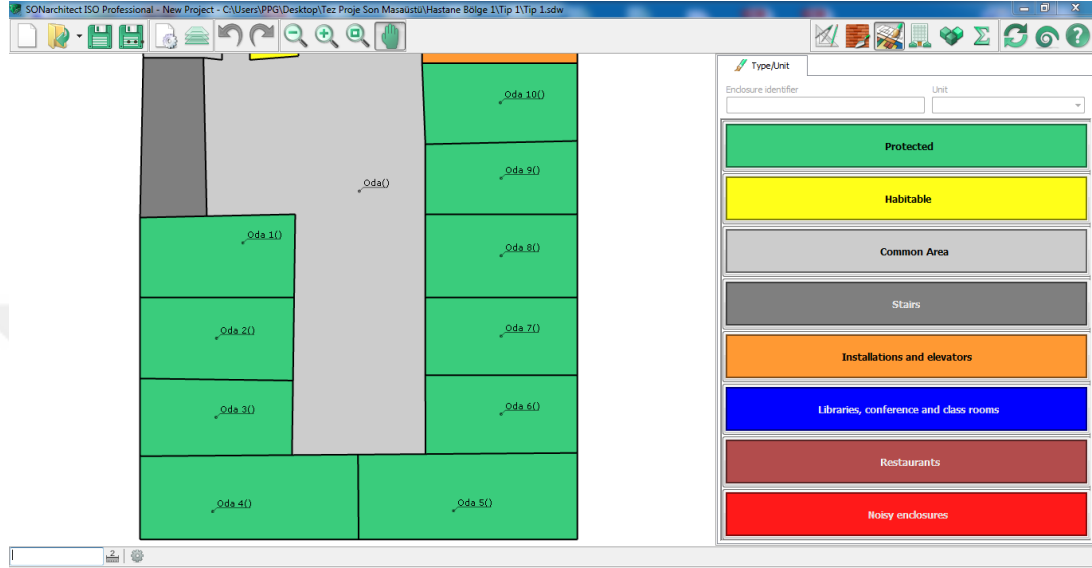 SONarchitect ISO Professional - New Project - C:\Users\PPG\Desktop\Tez Proje Son Masaüstü\Hastane Bölge 1\Tip 1\Tip 1.sdw
Type/Unit
Enclosure identifier
Unit
Oda 10()
Oda 9()
Oda()
Oda 1()
Oda 8()
Oda 2()
Oda 7()
Oda 3()
Oda 6()
Oda 4()
Oda 5()
Protected
Habitable
Common Area
Stairs
Installations and elevators
Libraries, conference and class rooms
Restaurants
Noisy enclosures
2